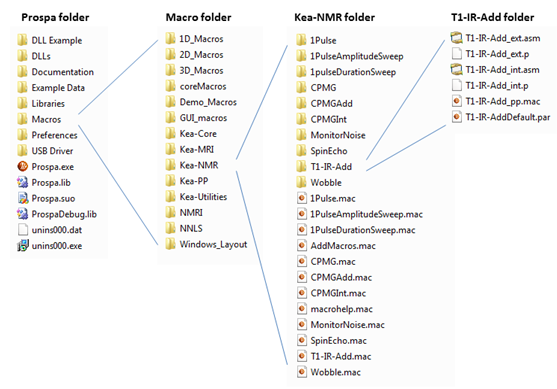 Prospa folder
DLL Example
DLLs
Documentation
Example Data
Libraries
Macros
Preferences
USB Driver
Prospa.exe
Prospa.lib
Prospa.suo
ProspaDebug.lib
unins000.dat
unins000.exe
Macro folder
1D_Macros
2D_Macros
3D_Macros
coreMacros
Demo_Macros
GUI_macros
Kea-Core
Kea-MRI
Kea-NMR
Kea-PP
Kea-Utilities
NMRI
NNLS
Windows_Layout
Kea-NMR folder
1Pulse
1PulseAmplitudeSweep
1PulseDurationSweep
CPMG
CPMGAdd
CPMGInt
MonitorNoise
SpinEcho
T1-IR-Add
Wobble
1Pulse.mac
1PulseAmplitudeSweep.mac
1PulseDurationSweep.mac
AddMacros.mac
CPMG.mac
CPMGAdd.mac
CPMGInt.mac
macrohelp.mac
MonitorNoise.mac
SpinEcho.mac
T1-IR-Add.mac
Wobble.mac
T1-IR-Add folder
T1-IR-Add_ext.asm
T1-IR-Add_ext.p
T1-IR-Add_int.asm
T1-IR-Add_int.p
T1-IR-Add_pp.mac
T1-IR-AddDefault.par